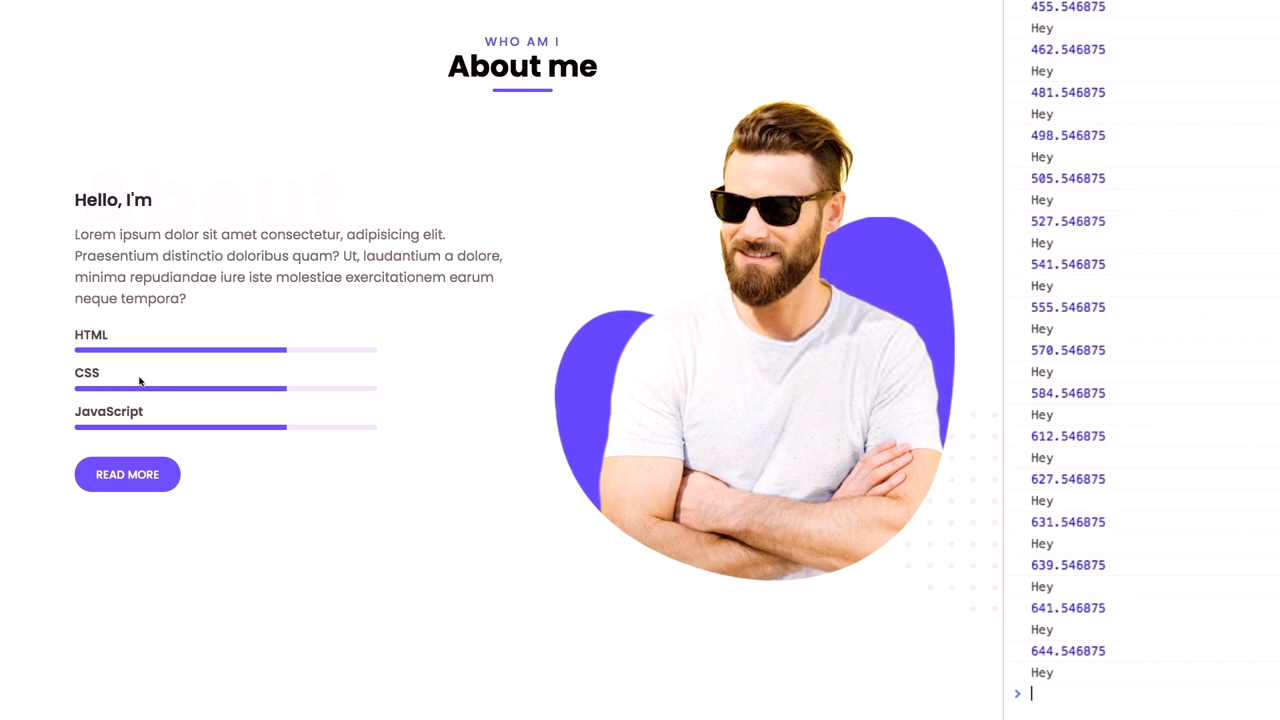 WHO AM I
About me
About
Hello, I'm
Lorem ipsum dolor sit amet consectetur, adipisicing elit.
Praesentium distinctio doloribus quam? Ut, laudantium a dolore,
minima repudiandae iure iste molestiae exercitationem earum
neque tempora?
HTML
CSS
JavaScript
READ MORE
455.546875
Hey
462.546875
Hey
481.546875
Hey
498.546875
Hey
505.546875
Hey
527.546875
Hey
541.546875
Hey
555.546875
Hey
570.546875
Hey
584.546875
Hey
612.546875
Hey
627.546875
Hey
631.546875
Hey
639.546875
Hey
641.546875
Hey
644.546875
Hey